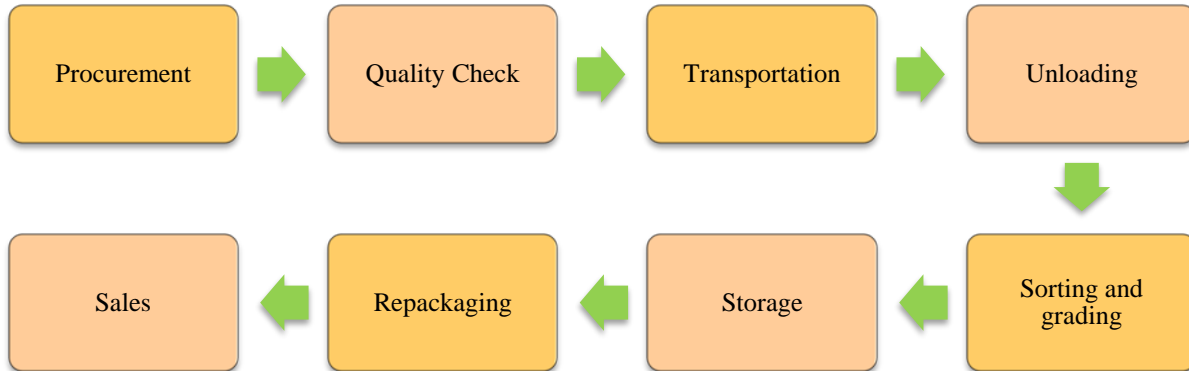 Procurement
Quality Check
Transportation
Unloading
Sorting and
grading
Storage
Repackaging
Sales